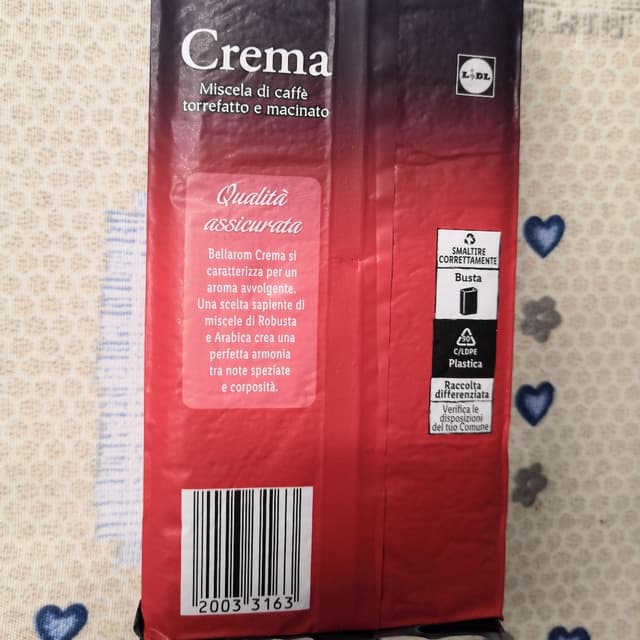 Crema
Miscela di caffè
torrefatto e macinato
LIDL
Qualità
assicurata
Bellarom Crema si
caratterizza per un
aroma avvolgente.
Una scelta sapiente di
miscele di Robusta
e Arabica crea una
perfetta armonia
tra note speziate
e corposità.
SMALTIRE
CORRETTAMENTE
Busta
90
C/LDPE
Plastica
Raccolta
differenziata
Verifica le
disposizioni
del tuo Comune
2003 3163